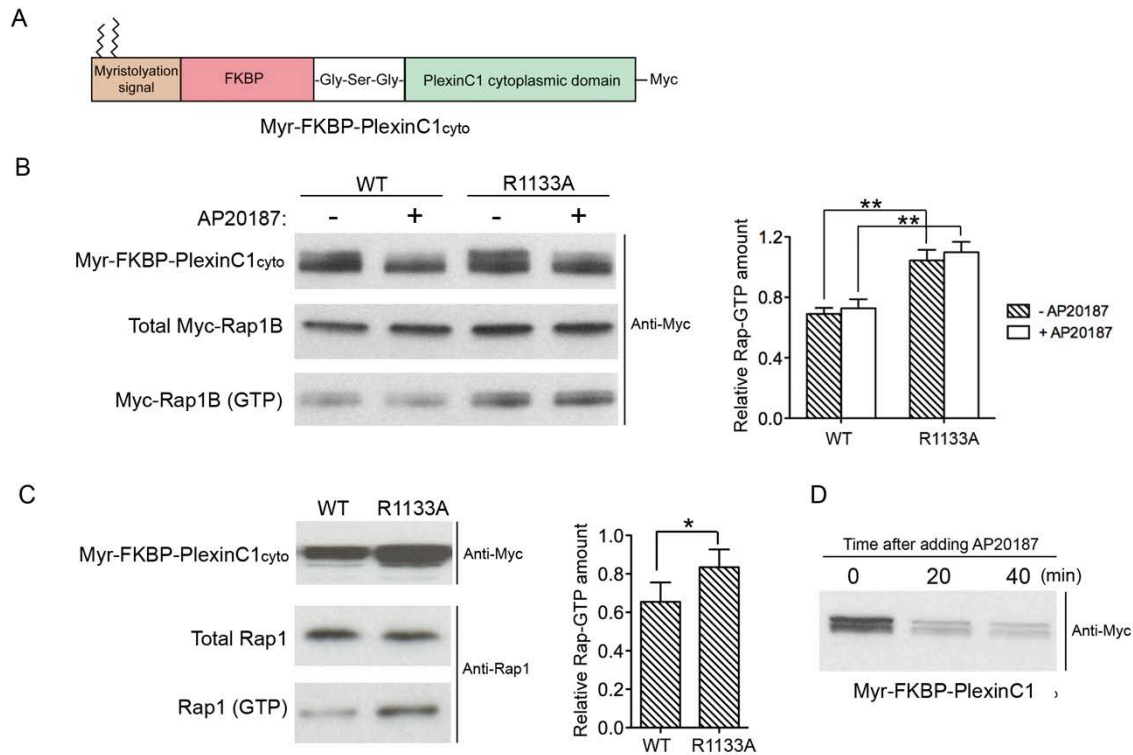 A
Myristolyation
signal
FKBP
-Gly-Ser-Gly-
PlexinC1 cytoplasmic domain
Myc
Myr-FKBP-PlexinC1cyto
B
WT R1133A
AP20187: - + - +
Myr-FKBP-PlexinC1cyto
Total Myc-Rap1B
Myc-Rap1B (GTP)
Anti-Myc
Relative Rap-GTP amount
1.2
0.8
0.4
0.0
**
**
WT R1133A
- AP20187
+ AP20187
C
WT R1133A
Myr-FKBP-PlexinC1cyto
Anti-Myc
Total Rap1
Rap1 (GTP)
Anti-Rap1
Relative Rap-GTP amount
1.0
0.8
0.6
0.4
0.2
0.0
*
WT R1133A
D
Time after adding AP20187
0 20 40 (min)
Anti-Myc
Myr-FKBP-PlexinC1